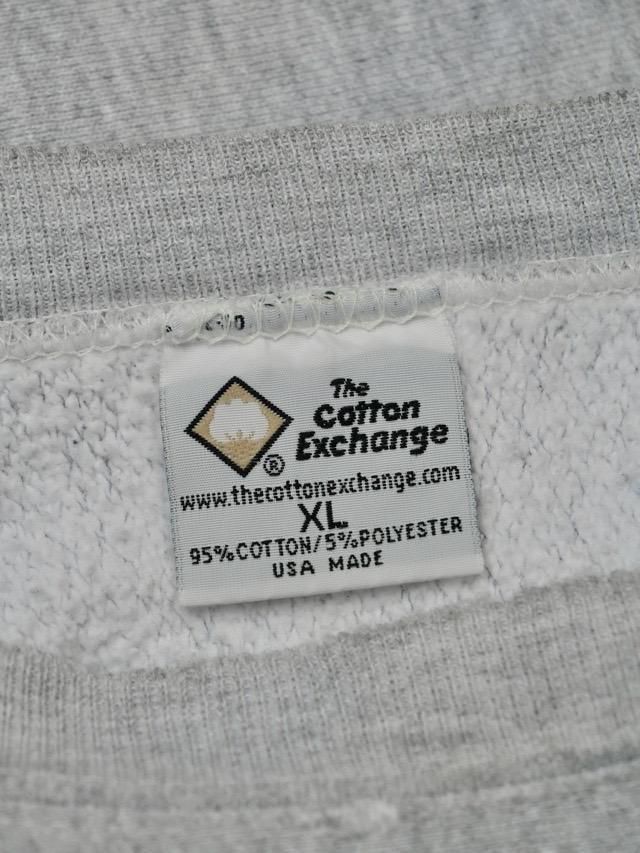 The
Cotton
Exchange
®
www.thecottonexchange.com
XL
95%COTTON/5%POLYESTER
USA MADE